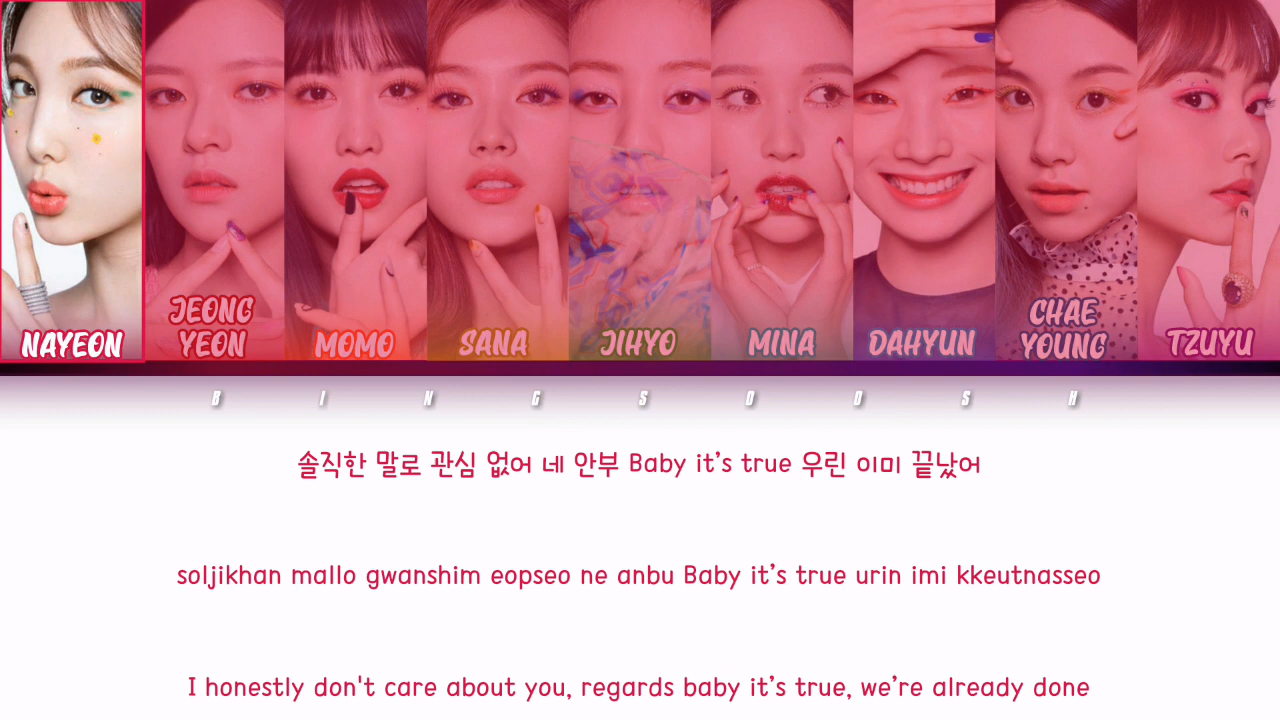 NAYEON
JEONG
YEON
MOMO
SANA
JIHYO
MINA
DAHYUN
CHAE
YOUNG
TZUYU
B I N G S O O S H
솔직한 말로 관심 없어 네 안부 Baby it’s true 우린 이미 끝났어
soljikhan mallo gwanshim eopseo ne anbu Baby it’s true urin imi kkeutnasseo
I honestly don't care about you, regards baby it’s true, we’re already done